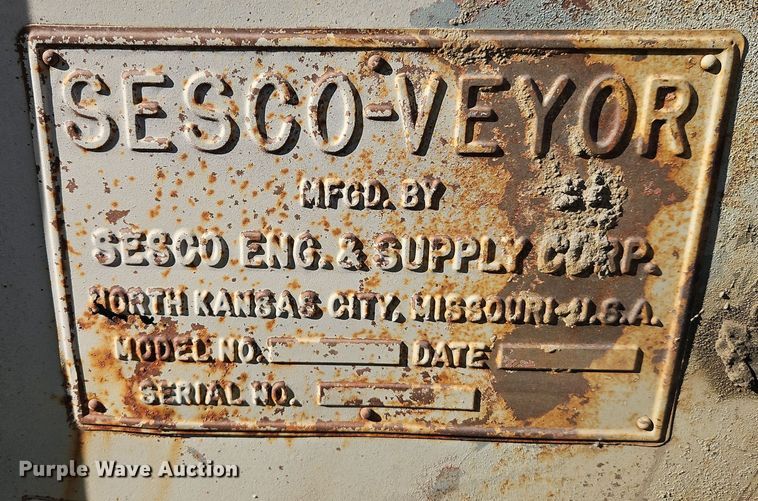 SESCO-VEYOR
MFGD. BY
SESCO ENG. & SUPPLY CORP.
NORTH KANSAS CITY, MISSOURI-U.S.A.
MODEL NO. DATE
SERIAL NO.
Purple Wave Auction